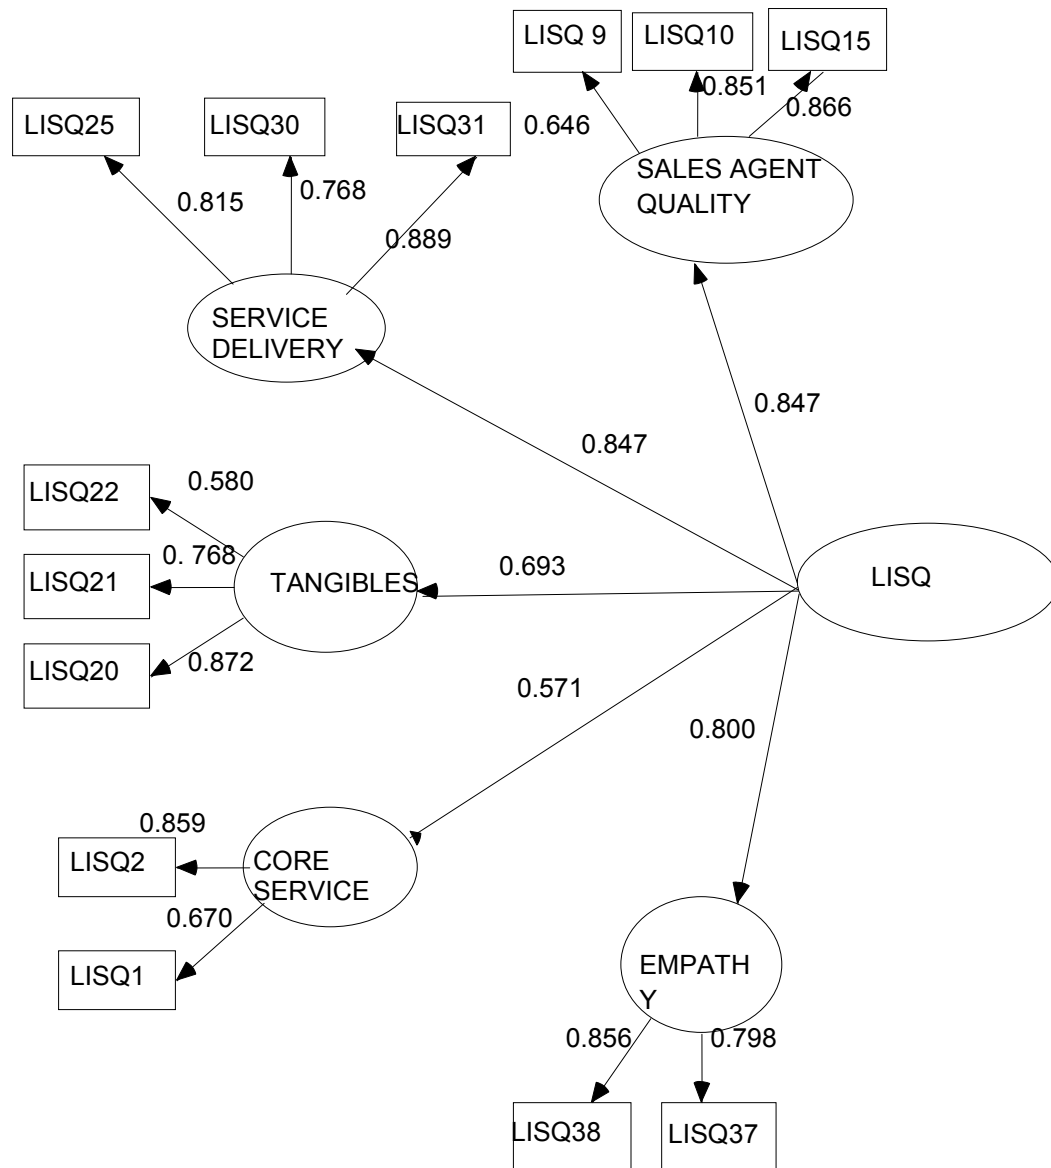 LISQ 9
LISQ10
LISQ15
0.851
0.866
0.646
LISQ25
LISQ30
LISQ31
SALES AGENT
QUALITY
0.815
0.768
0.889
SERVICE
DELIVERY
0.847
0.847
LISQ22
0.580
LISQ21
0. 768
TANGIBLES
0.693
LISQ
LISQ20
0.872
0.571
0.800
0.859
LISQ2
CORE
SERVICE
0.670
LISQ1
EMPATH
Y
0.856
0.798
LISQ38
LISQ37